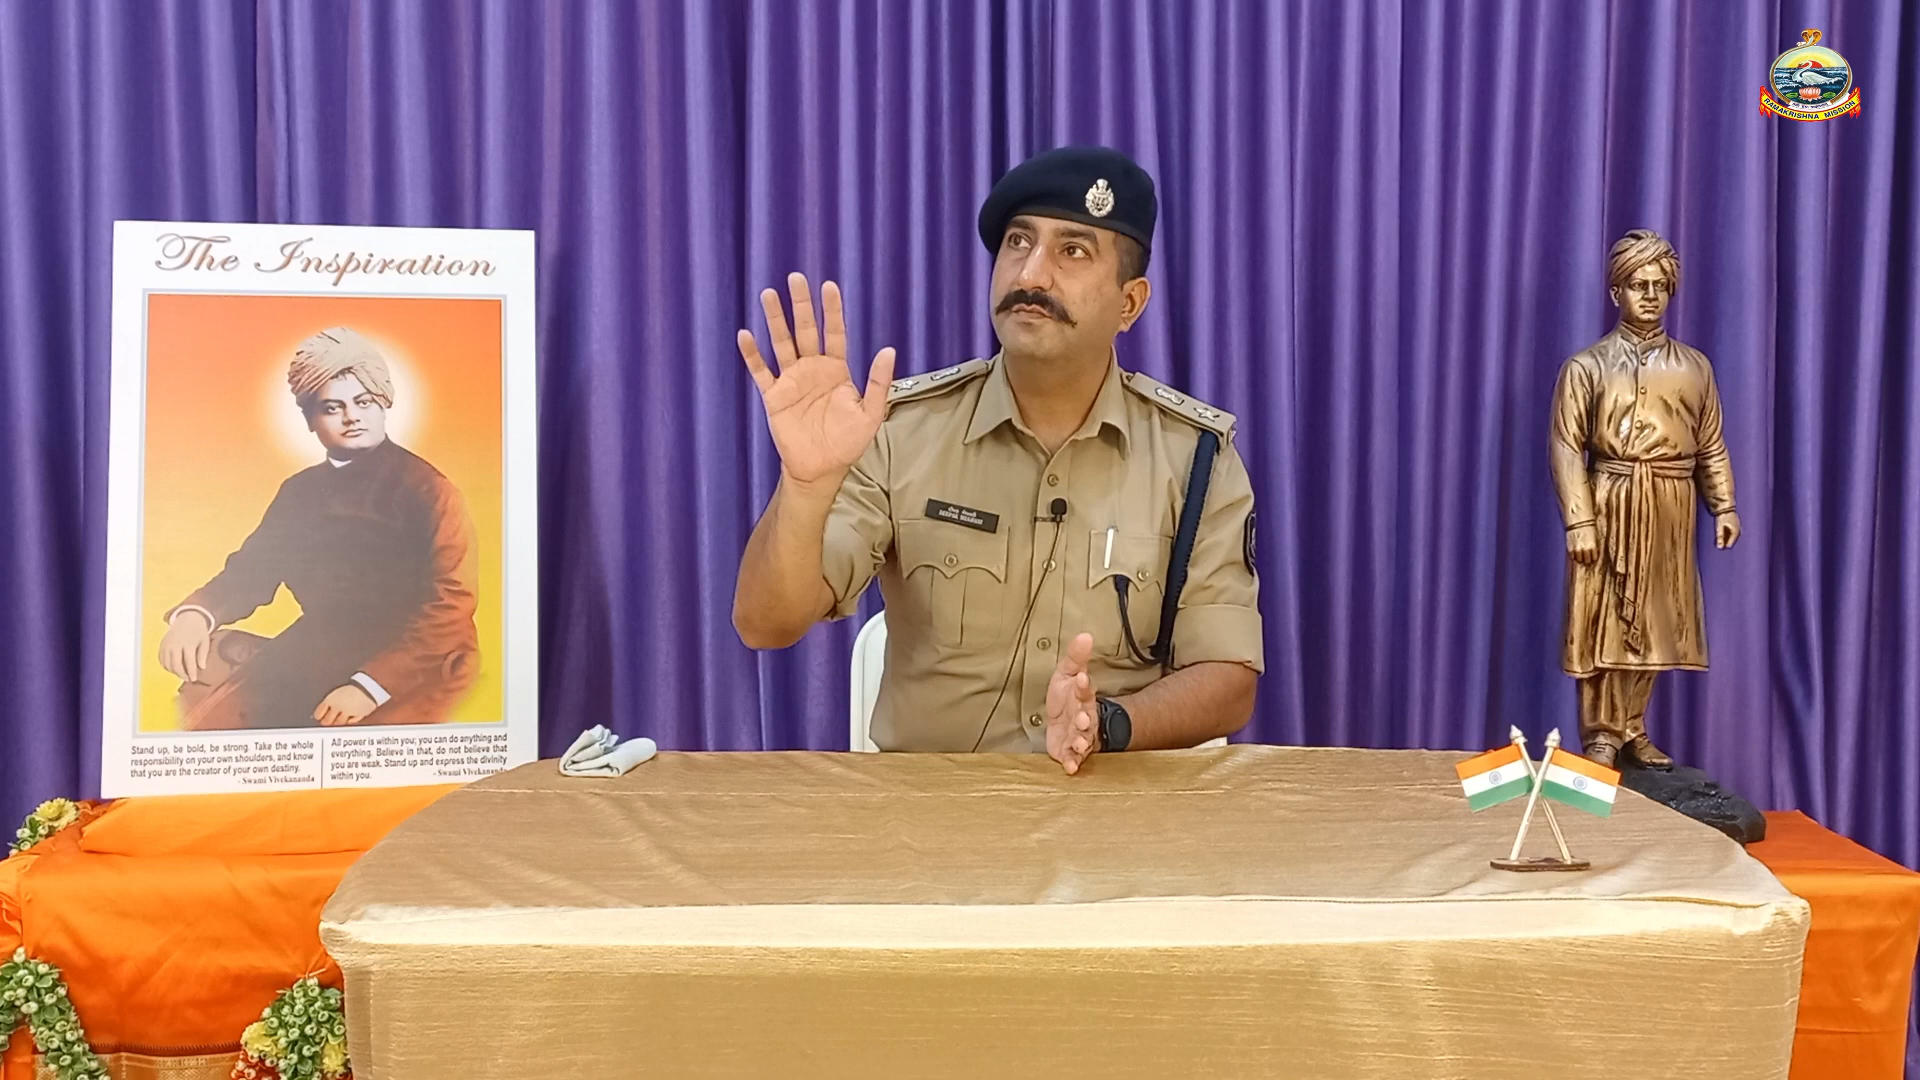 The Inspiration
Stand up, be bold, be strong. Take the whole
responsibility on your own shoulders, and know
that you are the creator of your own destiny.
- Swami Vivekananda
All power is within you; you can do anything and
everything. Believe in that, do not believe that
you are weak. Stand up and express the divinity
within you.
- Swami Vivekananda
RAMAKRISHNA MISSION